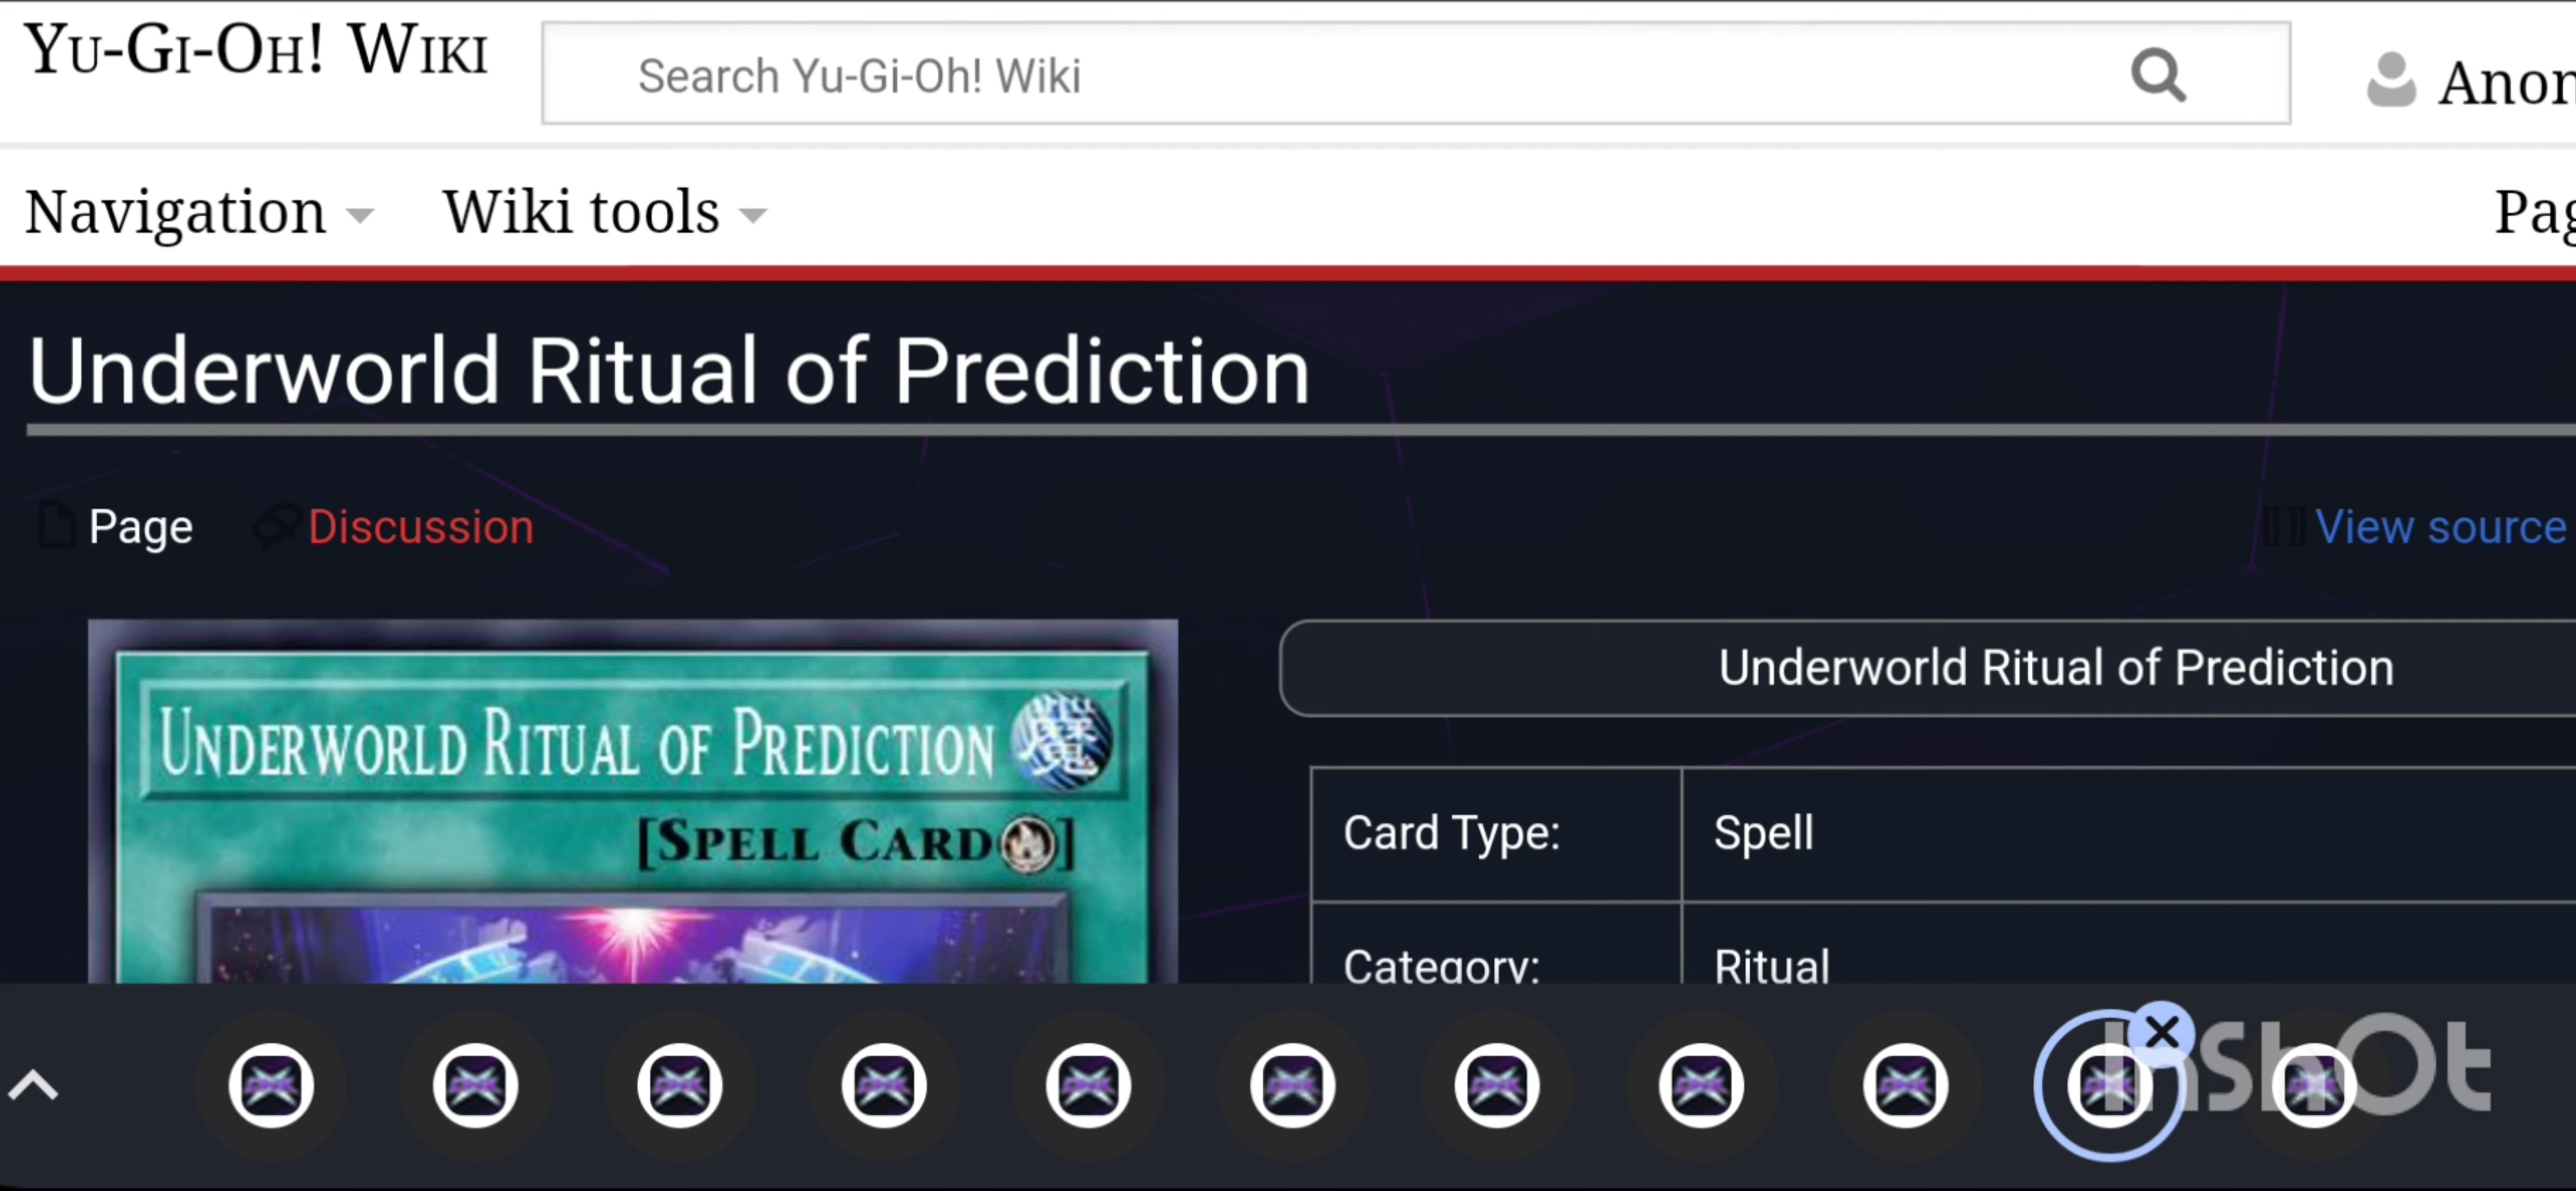 Yu-Gi-Oh! Wiki
Search Yu-Gi-Oh! Wiki
Anon
Navigation
Wiki tools
Pag
Underworld Ritual of Prediction
Page
Discussion
View source
UNDERWORLD RITUAL OF PREDICTION 魔
[SPELL CARD]
Underworld Ritual of Prediction
Card Type:
Spell
Category:
Ritual
InShOt